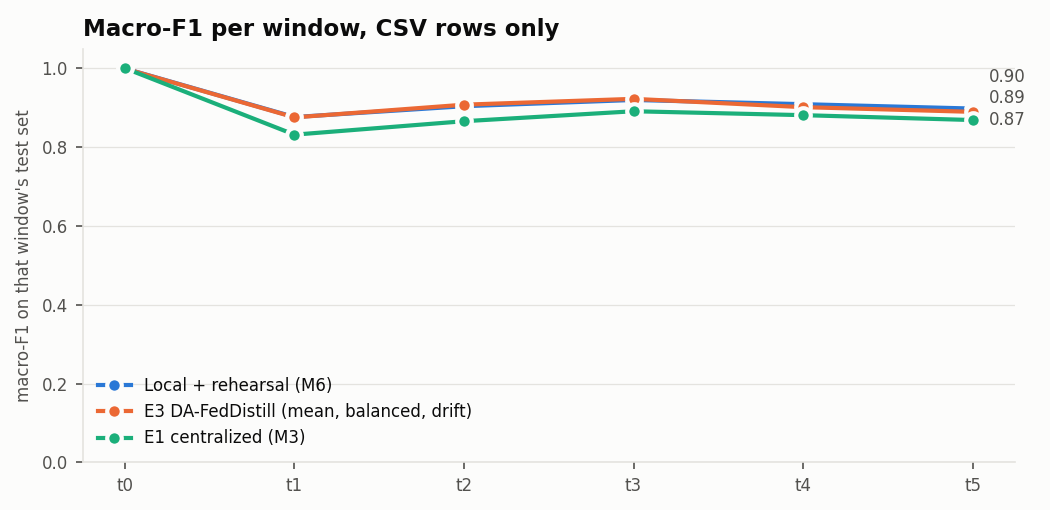 Macro-F1 per window, CSV rows only
macro-F1 on that window's test set
1.0
0.8
0.6
0.4
0.2
0.0
0.90
0.89
0.87
Local + rehearsal (M6)
E3 DA-FedDistill (mean, balanced, drift)
E1 centralized (M3)
t0 t1 t2 t3 t4 t5